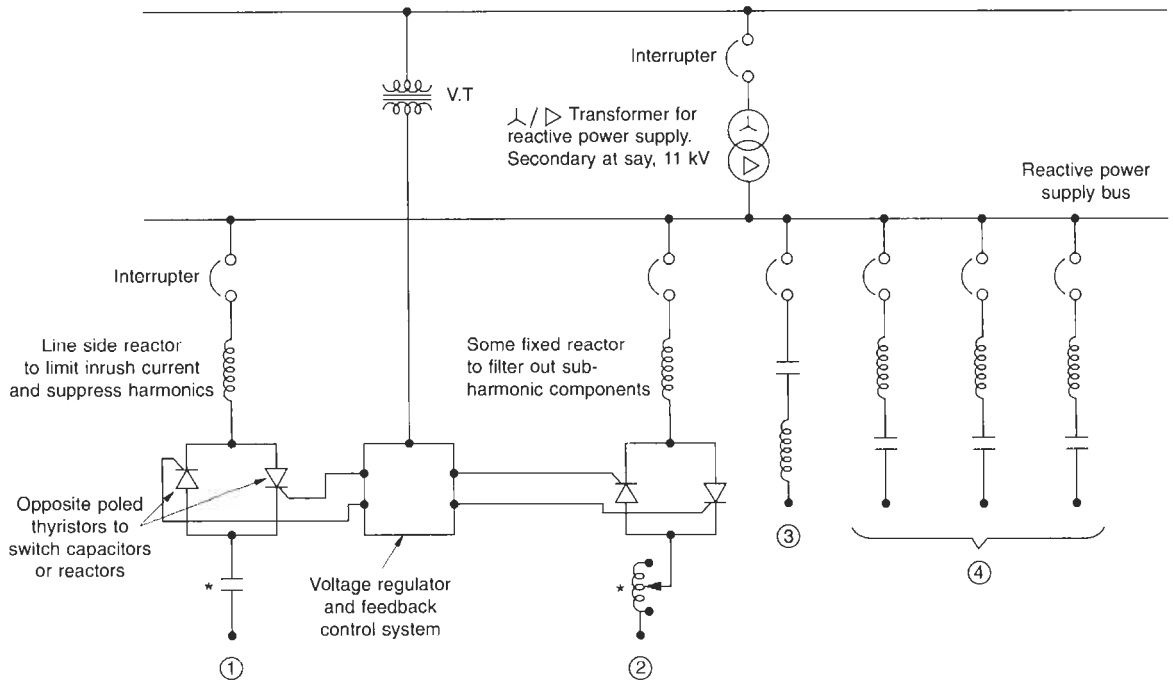 Interrupter
V.T
⅄/▷ Transformer for
reactive power supply.
Secondary at say, 11 kV
Reactive power
supply bus
Interrupter
Line side reactor
to limit inrush current
and suppress harmonics
Some fixed reactor
to filter out sub-
harmonic components
Opposite poled
thyristors to
switch capacitors
or reactors
*
Voltage regulator
and feedback
control system
*
①
②
③
④